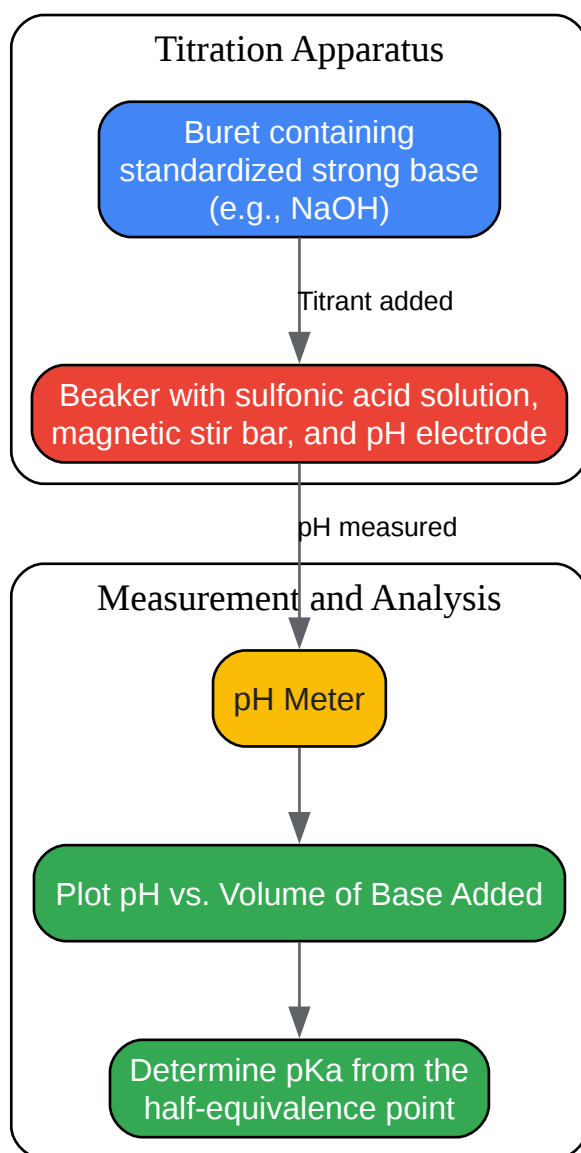 Titration Apparatus
Buret containing
standardized strong base
(e.g., NaOH)
Titrant added
Beaker with sulfonic acid solution,
magnetic stir bar, and pH electrode
pH measured
Measurement and Analysis
pH Meter
Plot pH vs. Volume of Base Added
Determine pKa from the
half-equivalence point